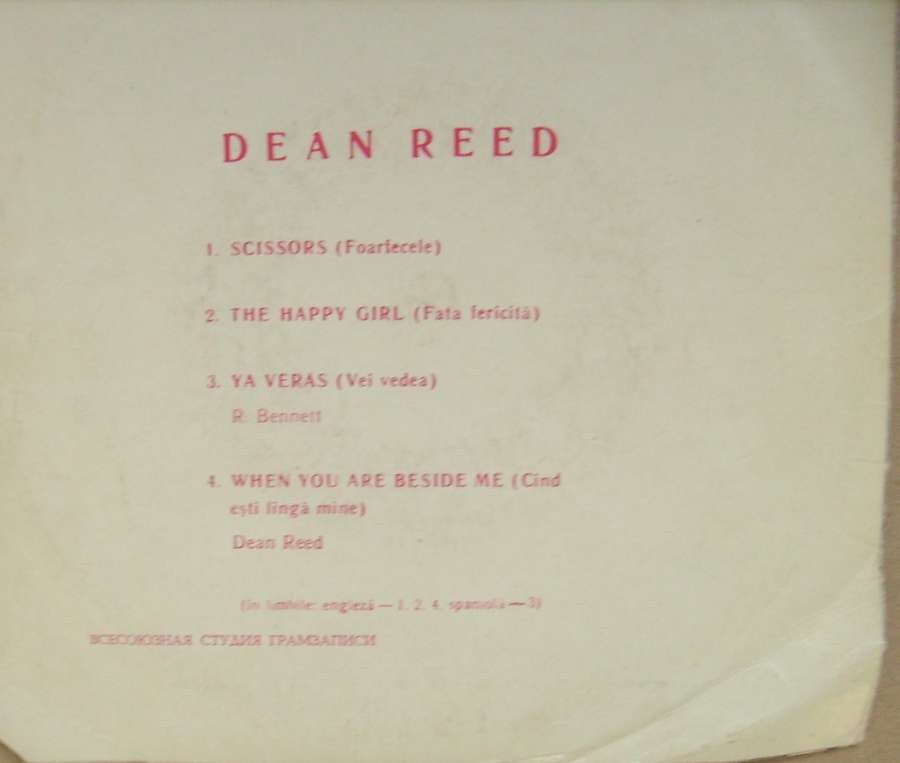 DEAN REED
1. SCISSORS (Foarfecele)
2. THE HAPPY GIRL (Fata fericită)
3. YA VERAS (Vei vedea)
R. Bennett
4. WHEN YOU ARE BESIDE ME (Cînd
ești lîngă mine)
Dean Reed
(în limbile: engleză — 1, 2, 4, spaniolă — 3)
ВСЕСОЮЗНАЯ СТУДИЯ ГРАМЗАПИСИ